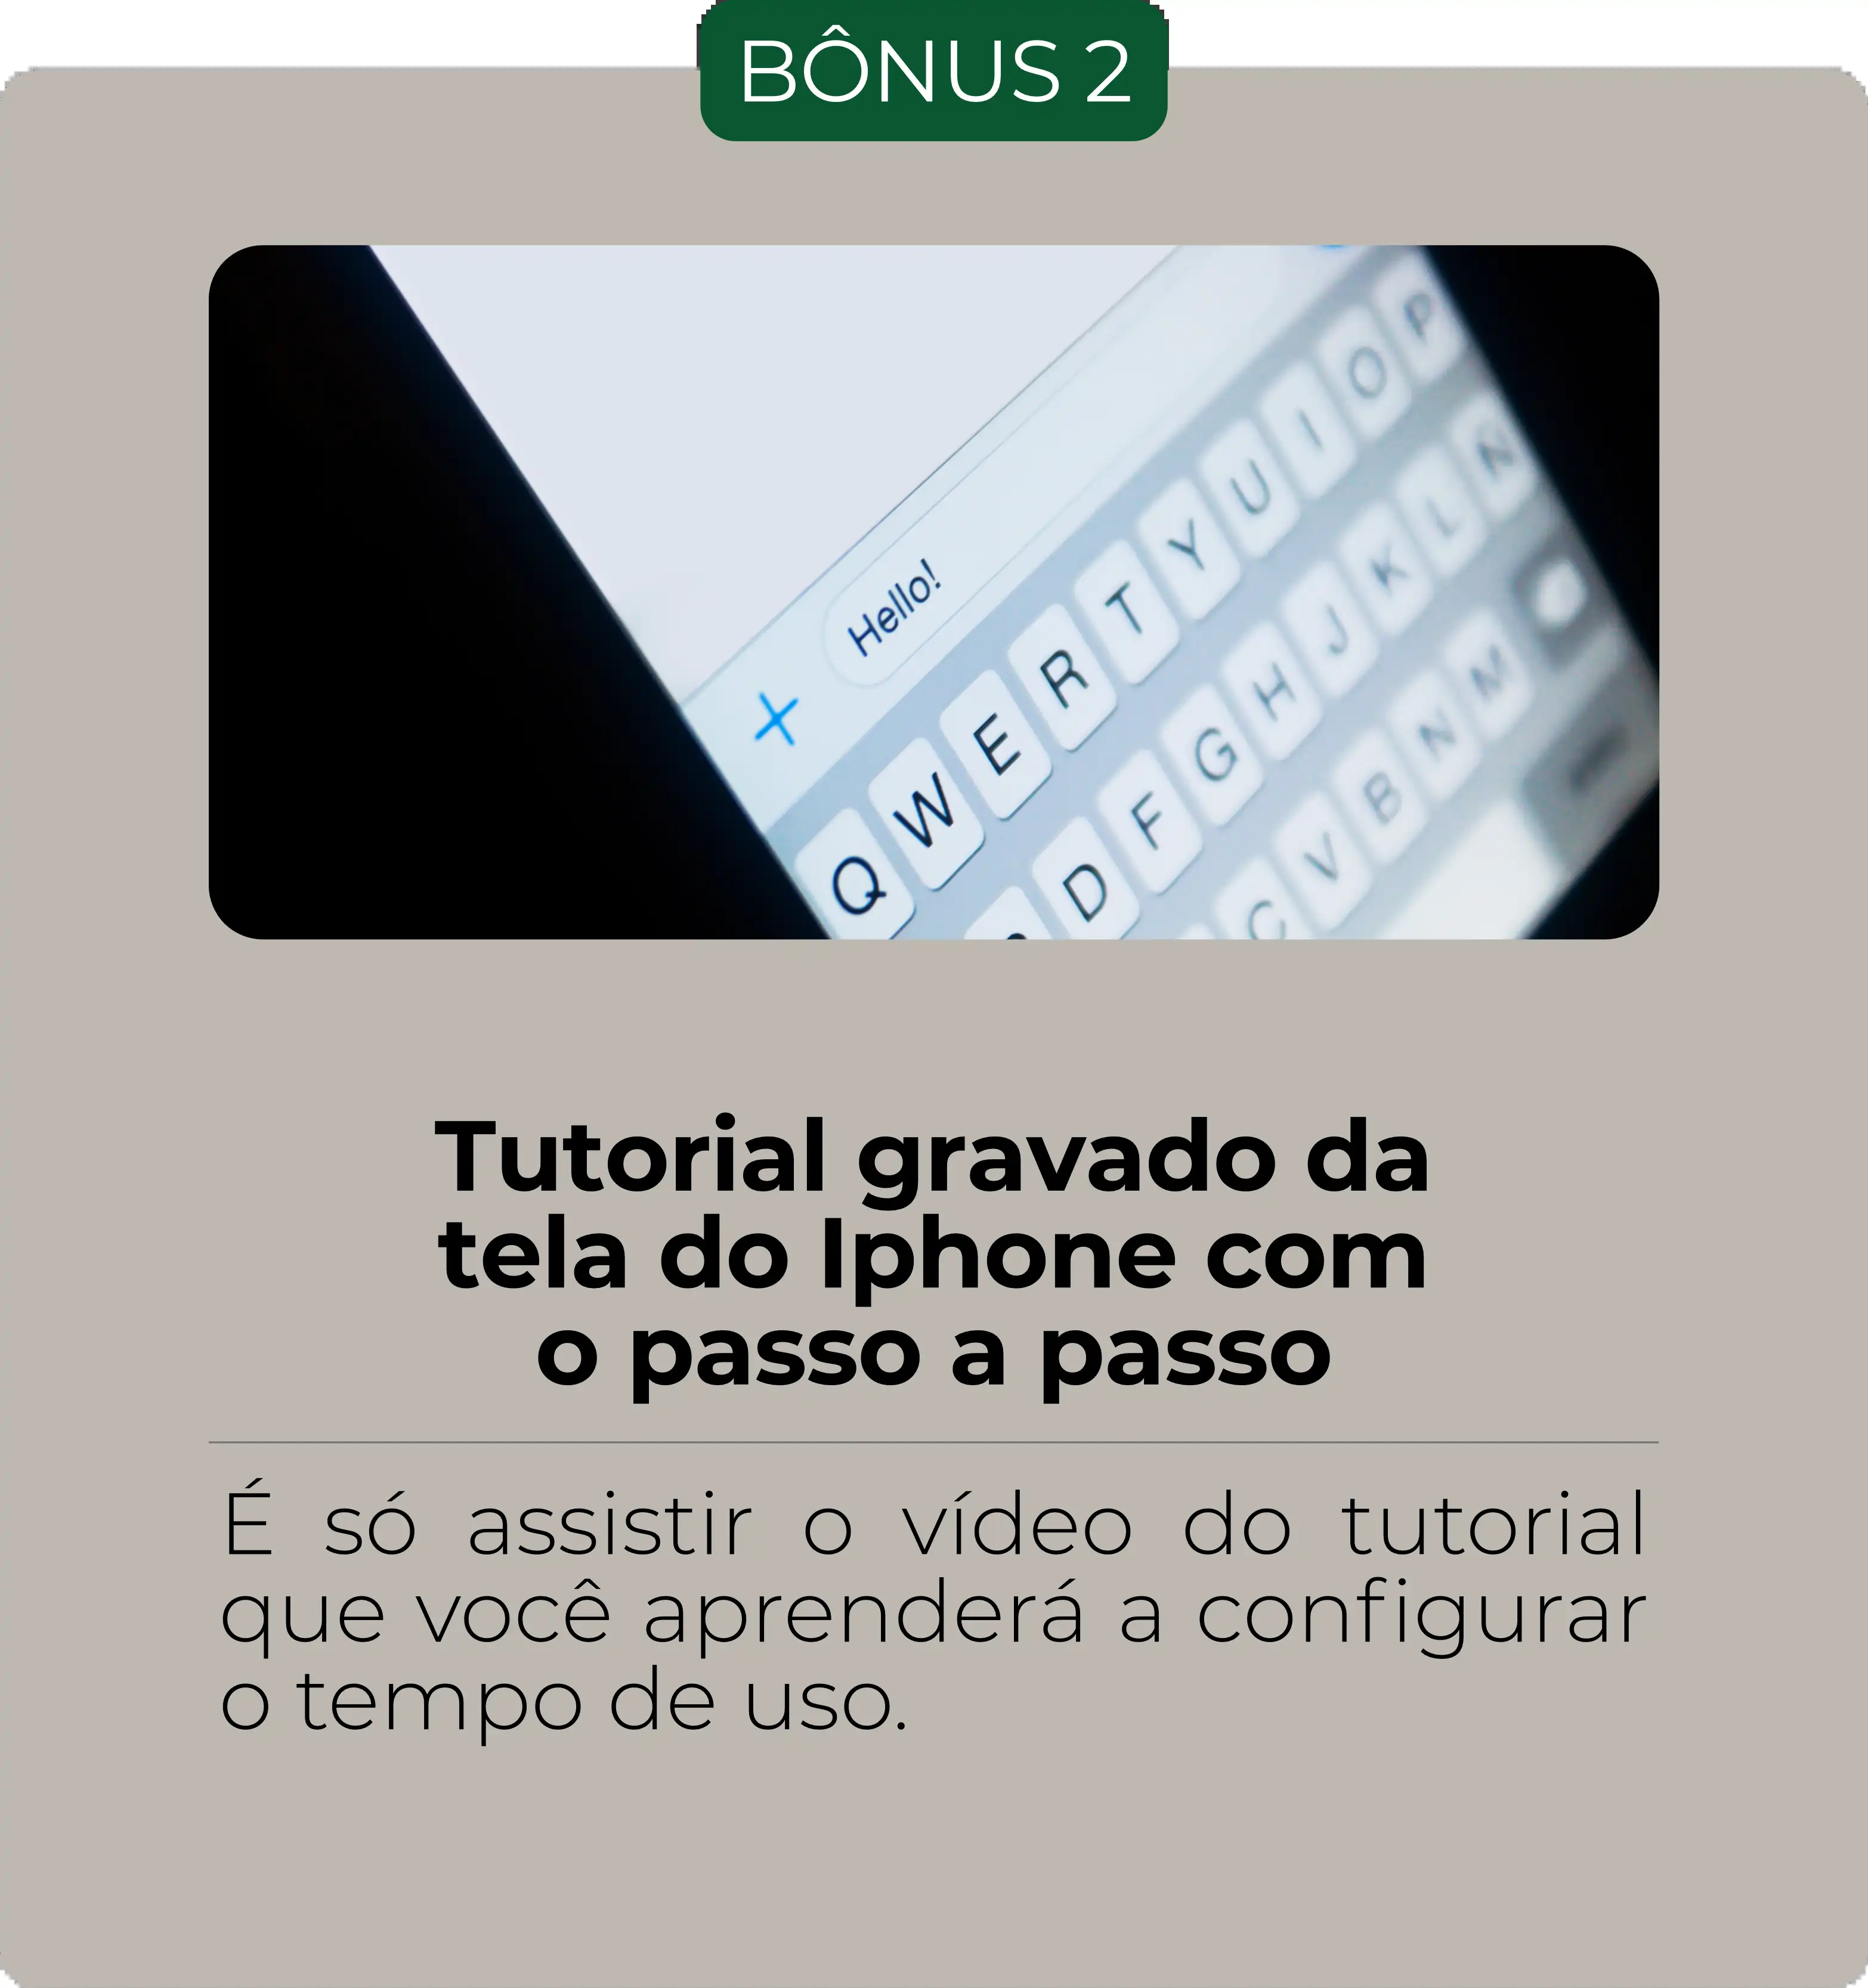 BÔNUS 2
Hello!
Q W E R T Y U I O P
D F G H J K L
C V B N M
Tutorial gravado da
tela do Iphone com
o passo a passo
É só assistir o vídeo do tutorial
que você aprenderá a configurar
o tempo de uso.